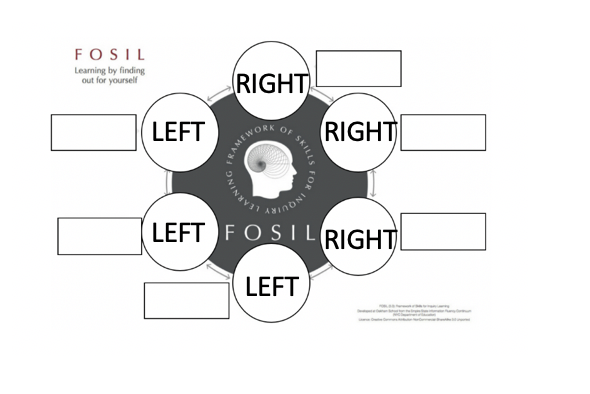 FOSIL
Learning by finding
out for yourself
RIGHT
LEFT
RIGHT
FRAMEWORK OF SKILLS FOR INQUIRY LEARNING
LEFT
FOSIL
RIGHT
LEFT